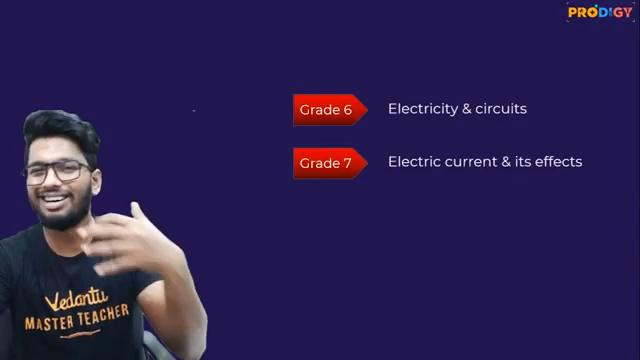 PRODIGY
Grade 6 Electricity & circuits
Grade 7 Electric current & its effects
Vedantu
MASTER TEACHER